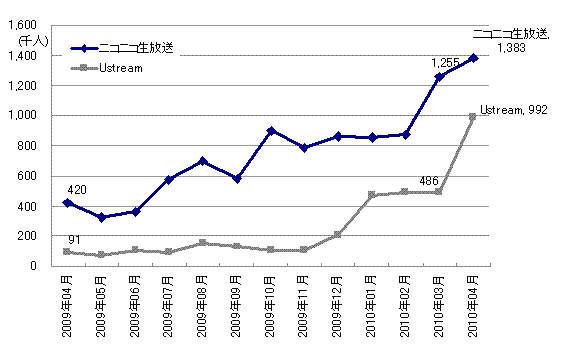 1,600
(千人)
1,400
1,200
1,000
800
600
400
200
0
ニコニコ生放送
Ustream
ニコニコ生放送,
1,383
1,255
Ustream, 992
486
420
91
2009年04月
2009年05月
2009年06月
2009年07月
2009年08月
2009年09月
2009年10月
2009年11月
2009年12月
2010年01月
2010年02月
2010年03月
2010年04月